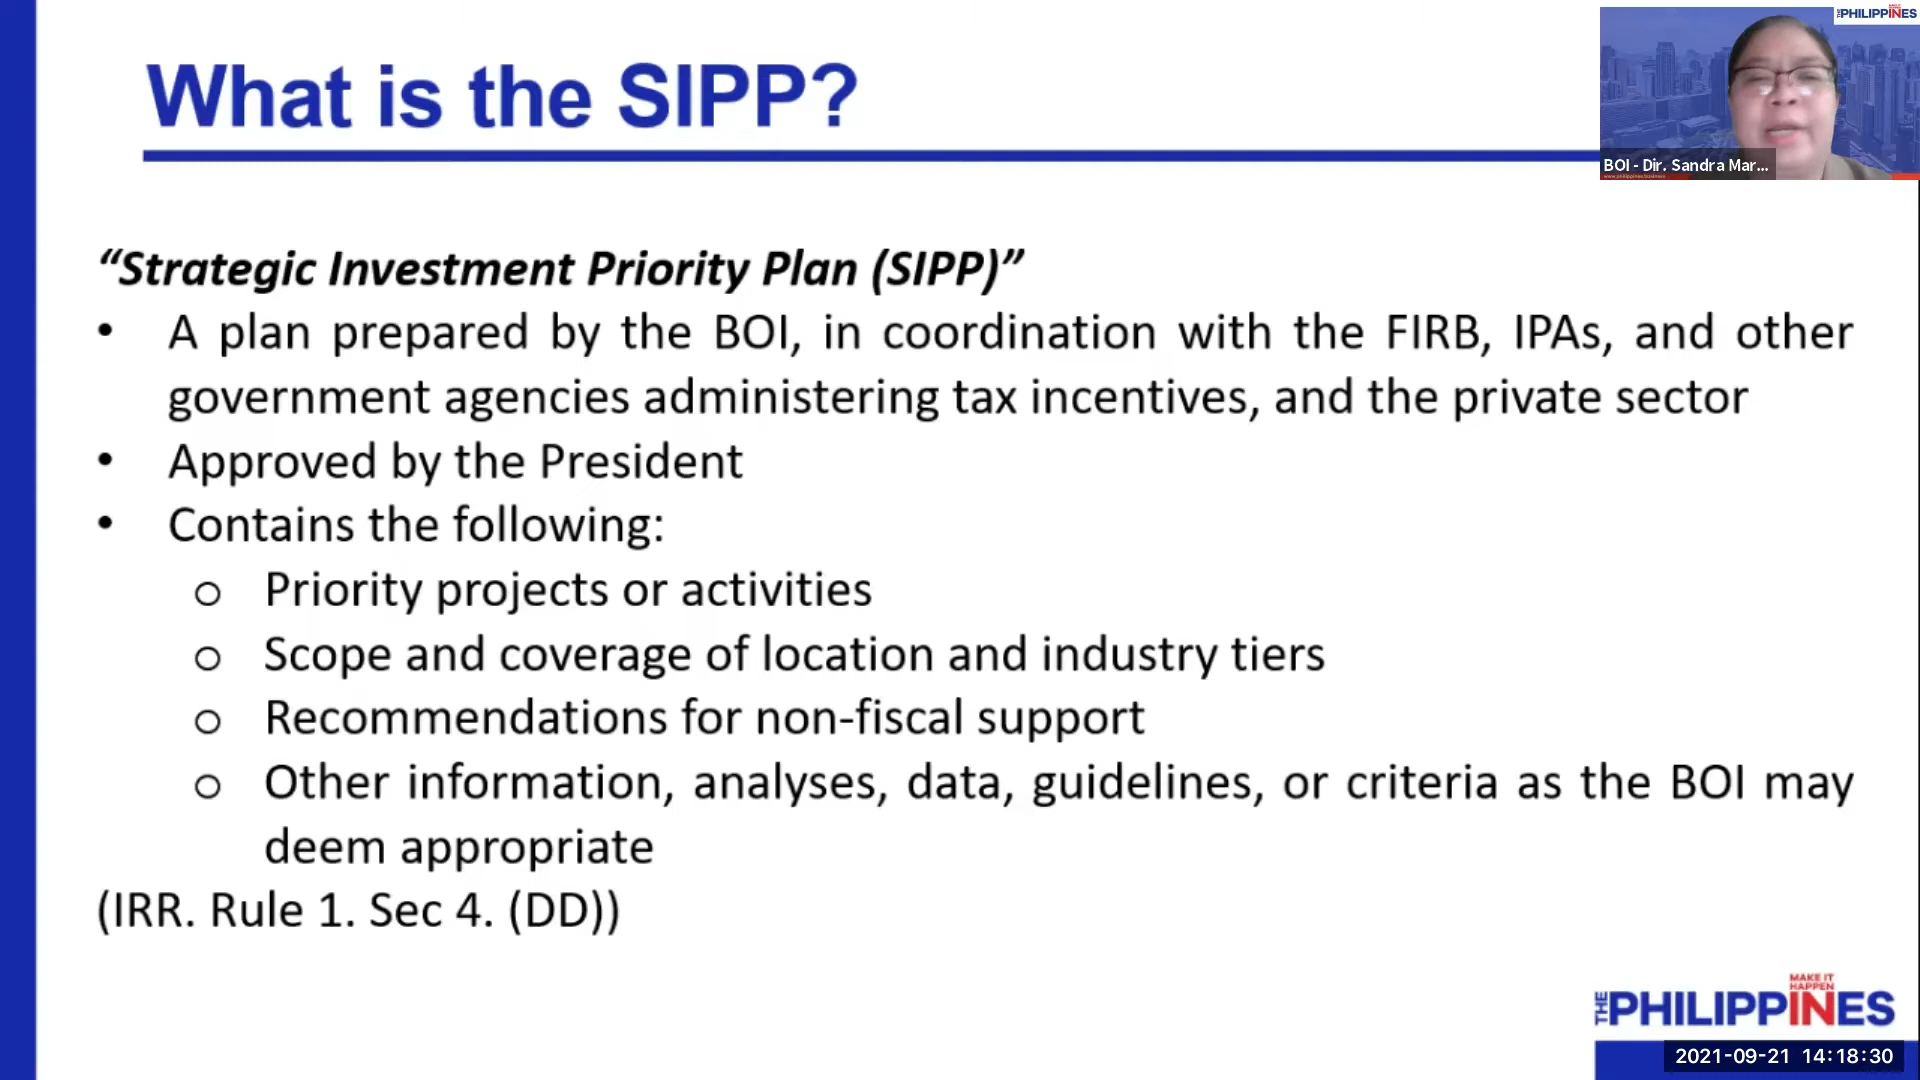 What is the SIPP?
THE PHILIPPINES
BOI - Dir. Sandra Mar...
“Strategic Investment Priority Plan (SIPP)”
• A plan prepared by the BOI, in coordination with the FIRB, IPAs, and other
government agencies administering tax incentives, and the private sector
• Approved by the President
• Contains the following:
o Priority projects or activities
o Scope and coverage of location and industry tiers
o Recommendations for non-fiscal support
o Other information, analyses, data, guidelines, or criteria as the BOI may
deem appropriate
(IRR. Rule 1. Sec 4. (DD))
MAKE IT
HAPPEN
THE PHILIPPINES
2021-09-21 14:18:30